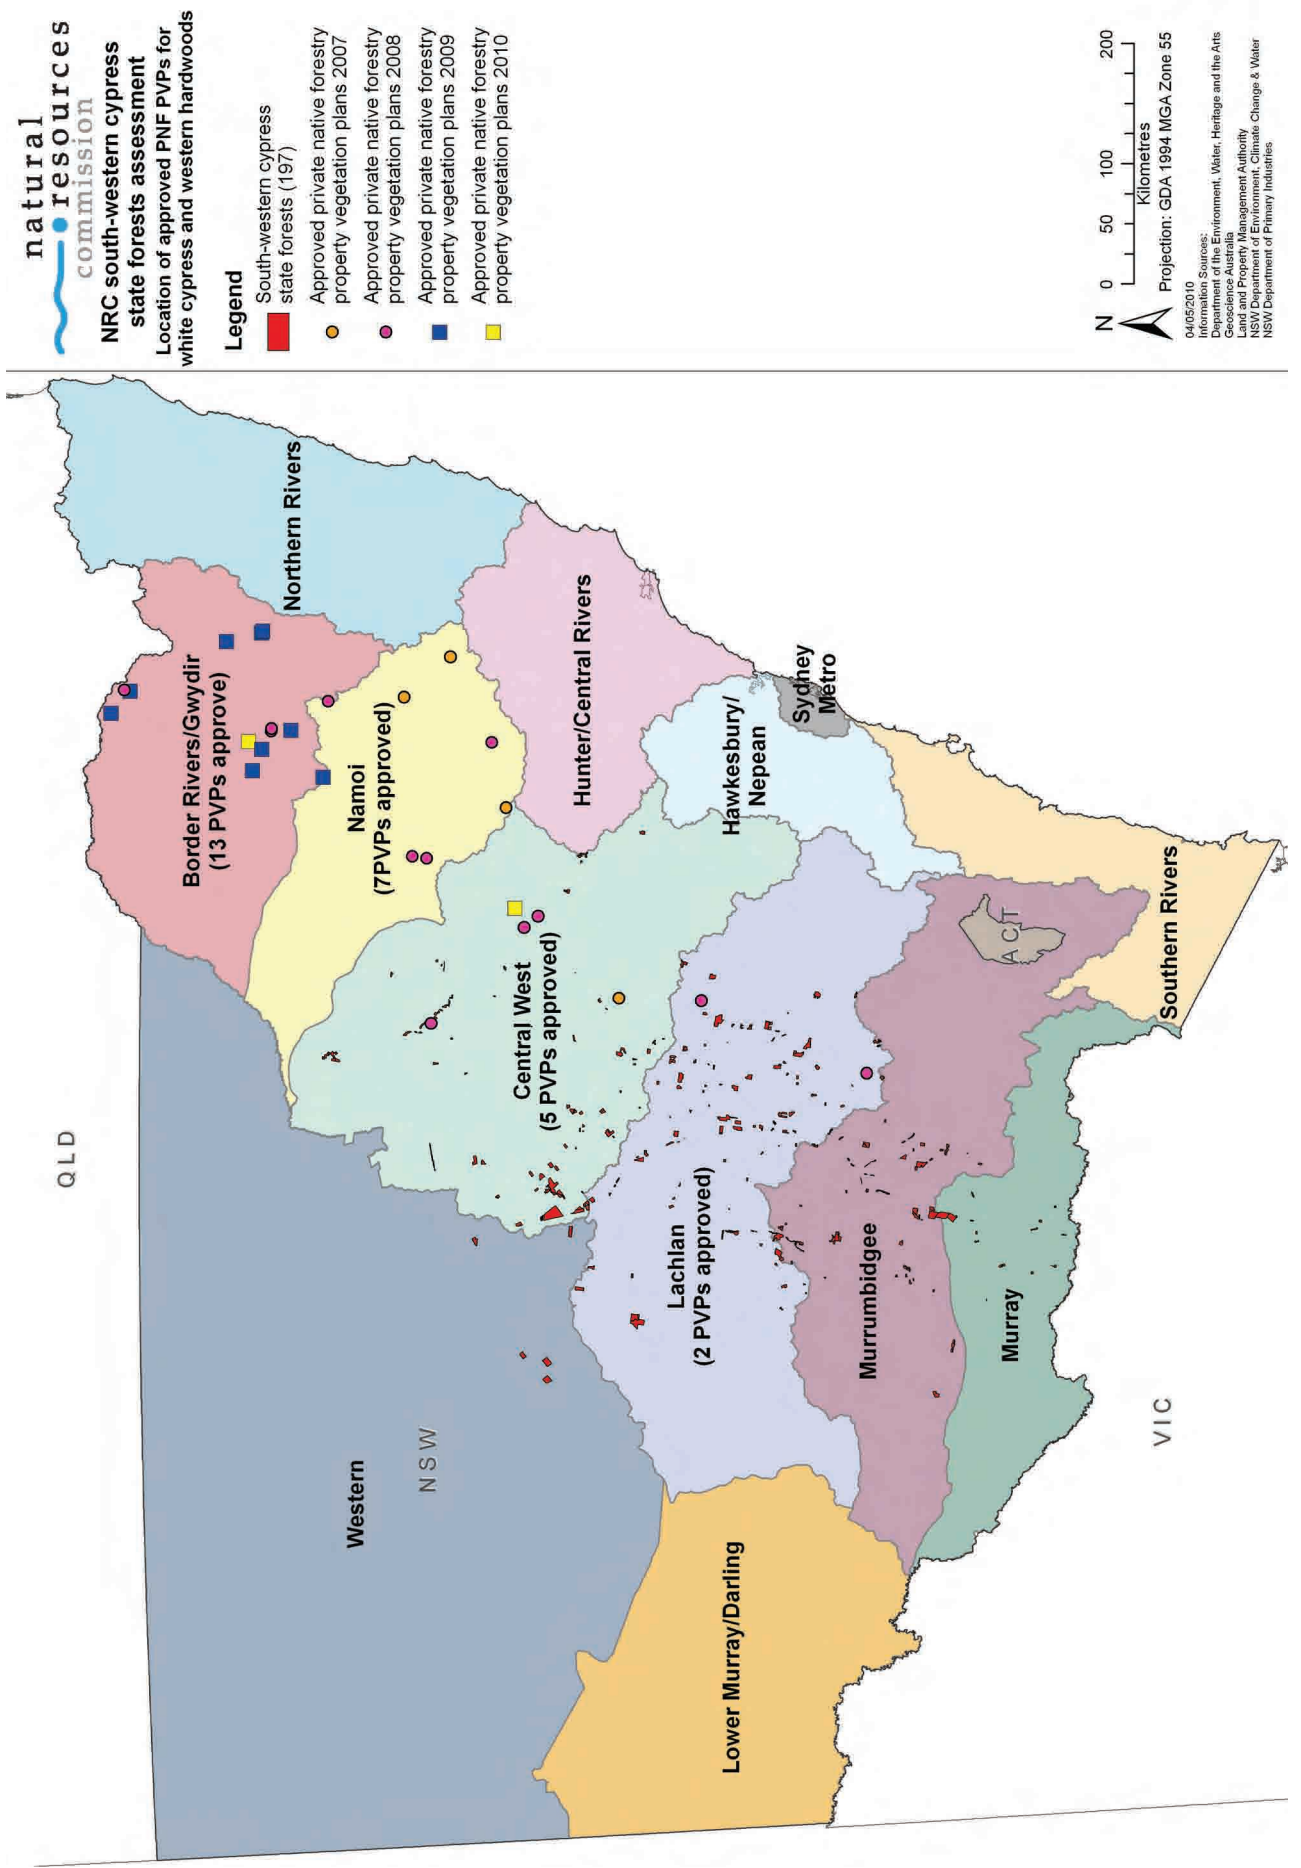 natural
resources
commission
NRC south-western cypress
state forests assessment
Location of approved PNF PVPs for
white cypress and western hardwoods
Legend
South-western cypress
state forests (197)
Approved private native forestry
property vegetation plans 2007
Approved private native forestry
property vegetation plans 2008
Approved private native forestry
property vegetation plans 2009
Approved private native forestry
property vegetation plans 2010
N
0 50 100 200
Kilometres
Projection: GDA 1994 MGA Zone 55
04/05/2010
Information Sources:
Department of the Environment, Water, Heritage and the Arts
Geoscience Australia
Land and Property Management Authority
NSW Department of Environment, Climate Change & Water
NSW Department of Primary Industries
QLD
Northern Rivers
Border Rivers/Gwydir
(13 PVPs approve)
Namoi
(7PVPs approved)
Hunter/Central Rivers
Western
NSW
Central West
(5 PVPs approved)
Hawkesbury/
Nepean
Sydney
Metro
Lachlan
(2 PVPs approved)
Lower Murray/Darling
Murrumbidgee
ACT
Murray
Southern Rivers
VIC